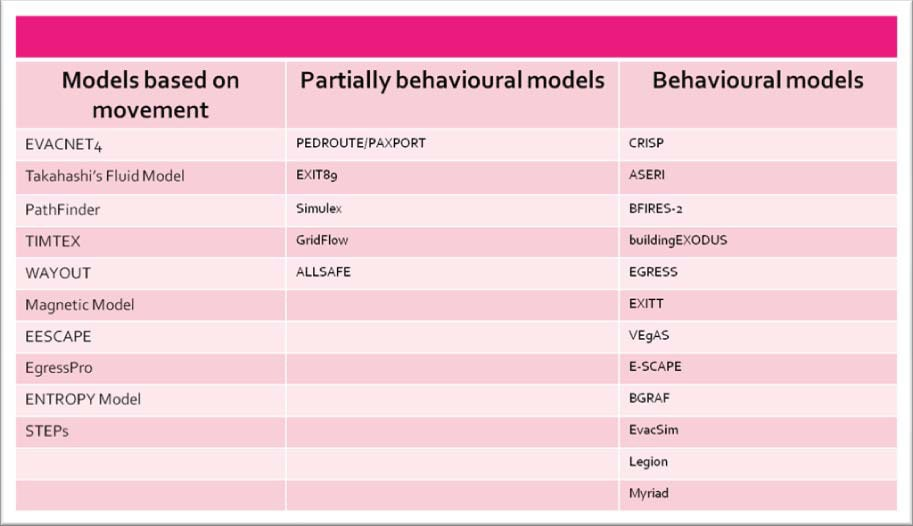 Models based on movement | Partially behavioural models | Behavioural models
EVACNET4 | PEDROUTE/PAXPORT | CRISP
Takahashi’s Fluid Model | EXIT89 | ASERI
PathFinder | Simulex | BFIRES-2
TIMTEX | GridFlow | buildingEXODUS
WAYOUT | ALLSAFE | EGRESS
Magnetic Model | EXITT
EESCAPE | VEgAS
EgressPro | E-SCAPE
ENTROPY Model | BGRAF
STEPs | EvacSim
Legion
Myriad